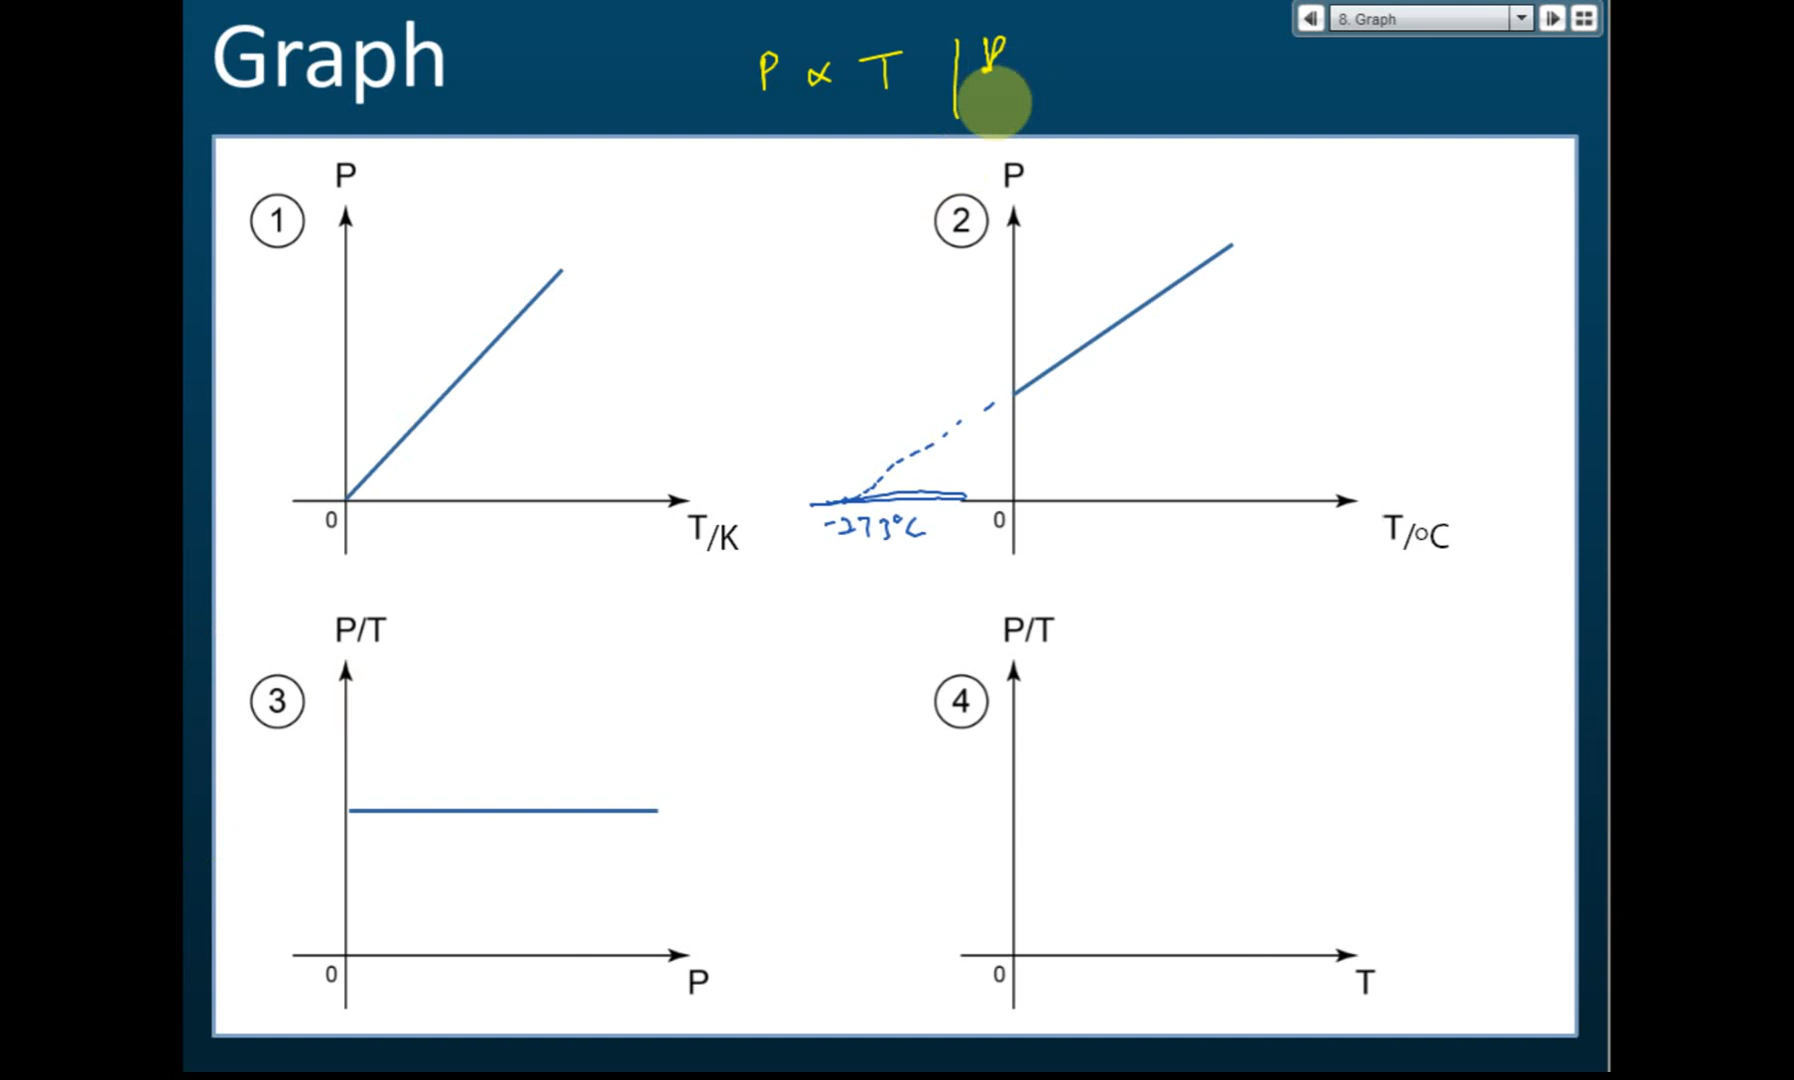 Graph
P ∝ T | P
8. Graph
1
P
0
T/K
2
P
-273°C
0
T/°C
3
P/T
0
P
4
P/T
0
T